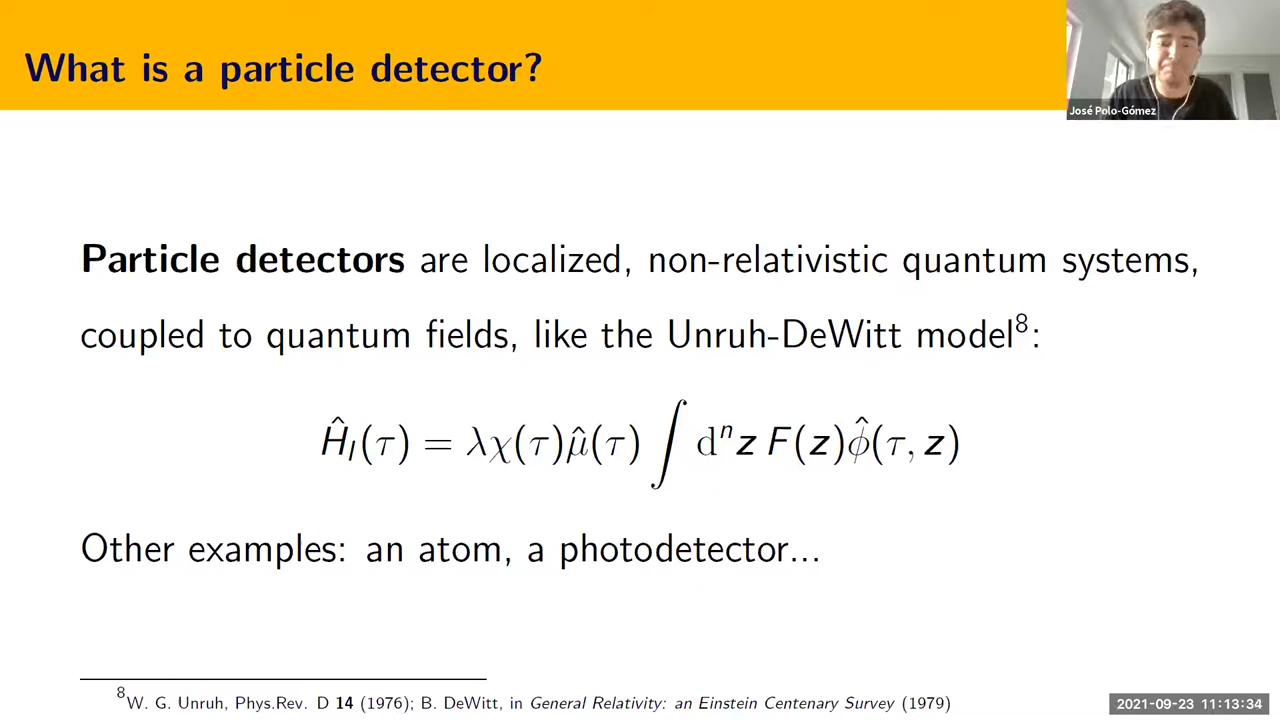 What is a particle detector?
José Polo-Gómez
Particle detectors are localized, non-relativistic quantum systems,
coupled to quantum fields, like the Unruh-DeWitt model⁸:
Ĥ_I(τ) = λχ(τ)μ̂(τ) ∫ dⁿz F(z)ϕ̂(τ, z)
Other examples: an atom, a photodetector...
⁸W. G. Unruh, Phys.Rev. D 14 (1976); B. DeWitt, in General Relativity: an Einstein Centenary Survey (1979)
2021-09-23 11:13:34